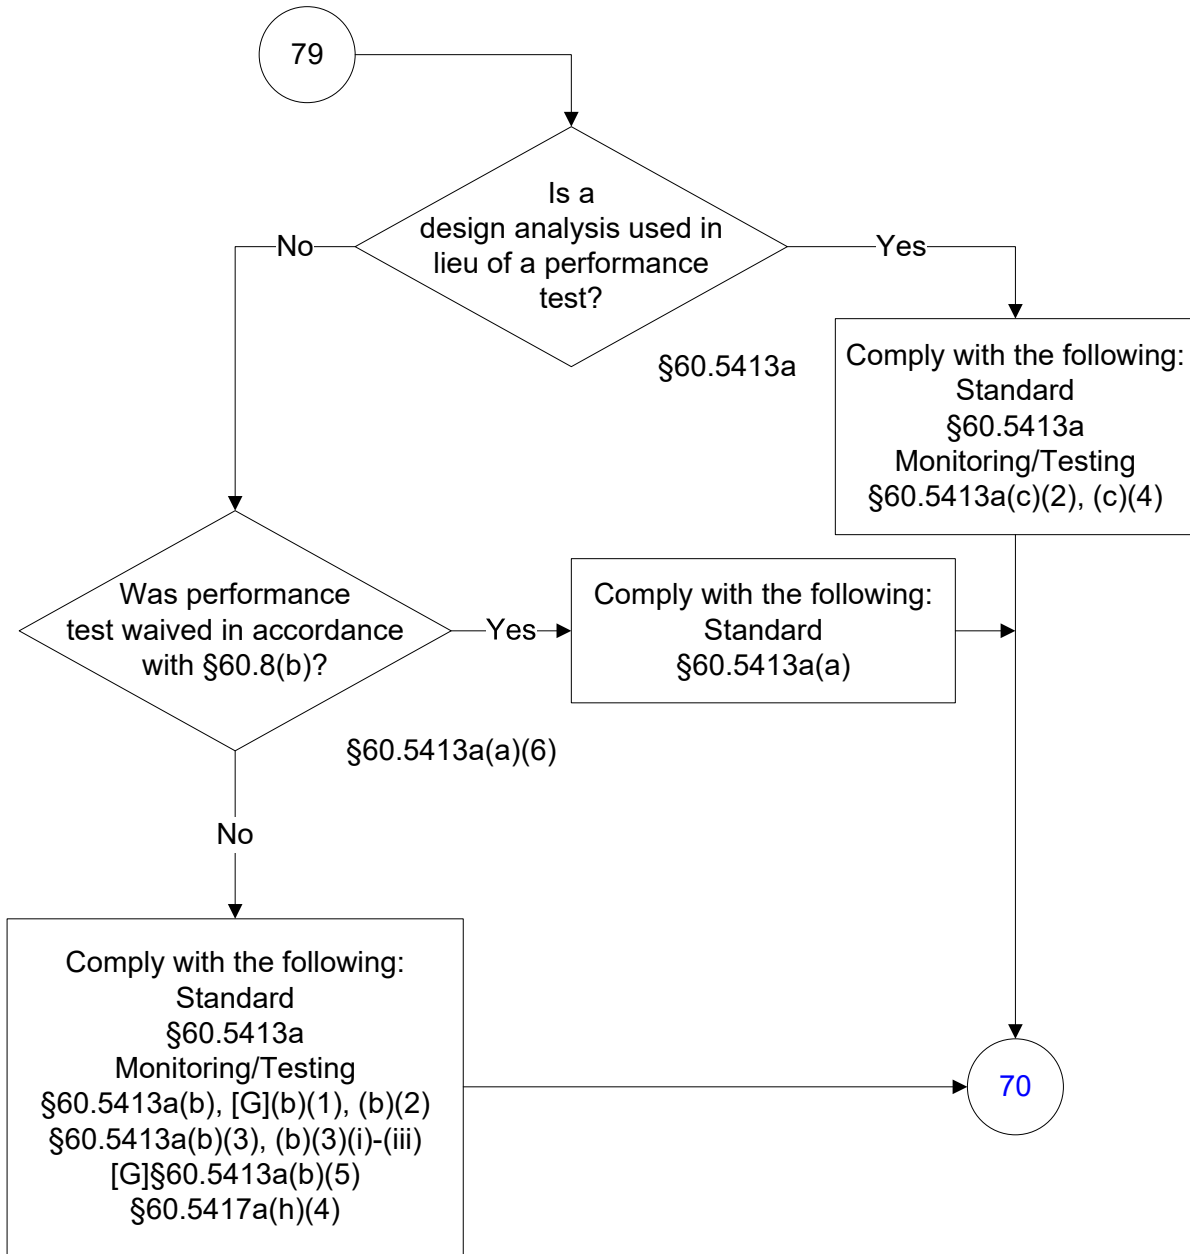 79
Is a
design analysis used in
lieu of a performance
test?
No
Yes
§60.5413a
Comply with the following:
Standard
§60.5413a
Monitoring/Testing
§60.5413a(c)(2), (c)(4)
Was performance
test waived in accordance
with §60.8(b)?
Yes
Comply with the following:
Standard
§60.5413a(a)
§60.5413a(a)(6)
No
Comply with the following:
Standard
§60.5413a
Monitoring/Testing
§60.5413a(b), [G](b)(1), (b)(2)
§60.5413a(b)(3), (b)(3)(i)-(iii)
[G]§60.5413a(b)(5)
§60.5417a(h)(4)
70